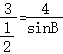 3/(1/2) = 4/sinB